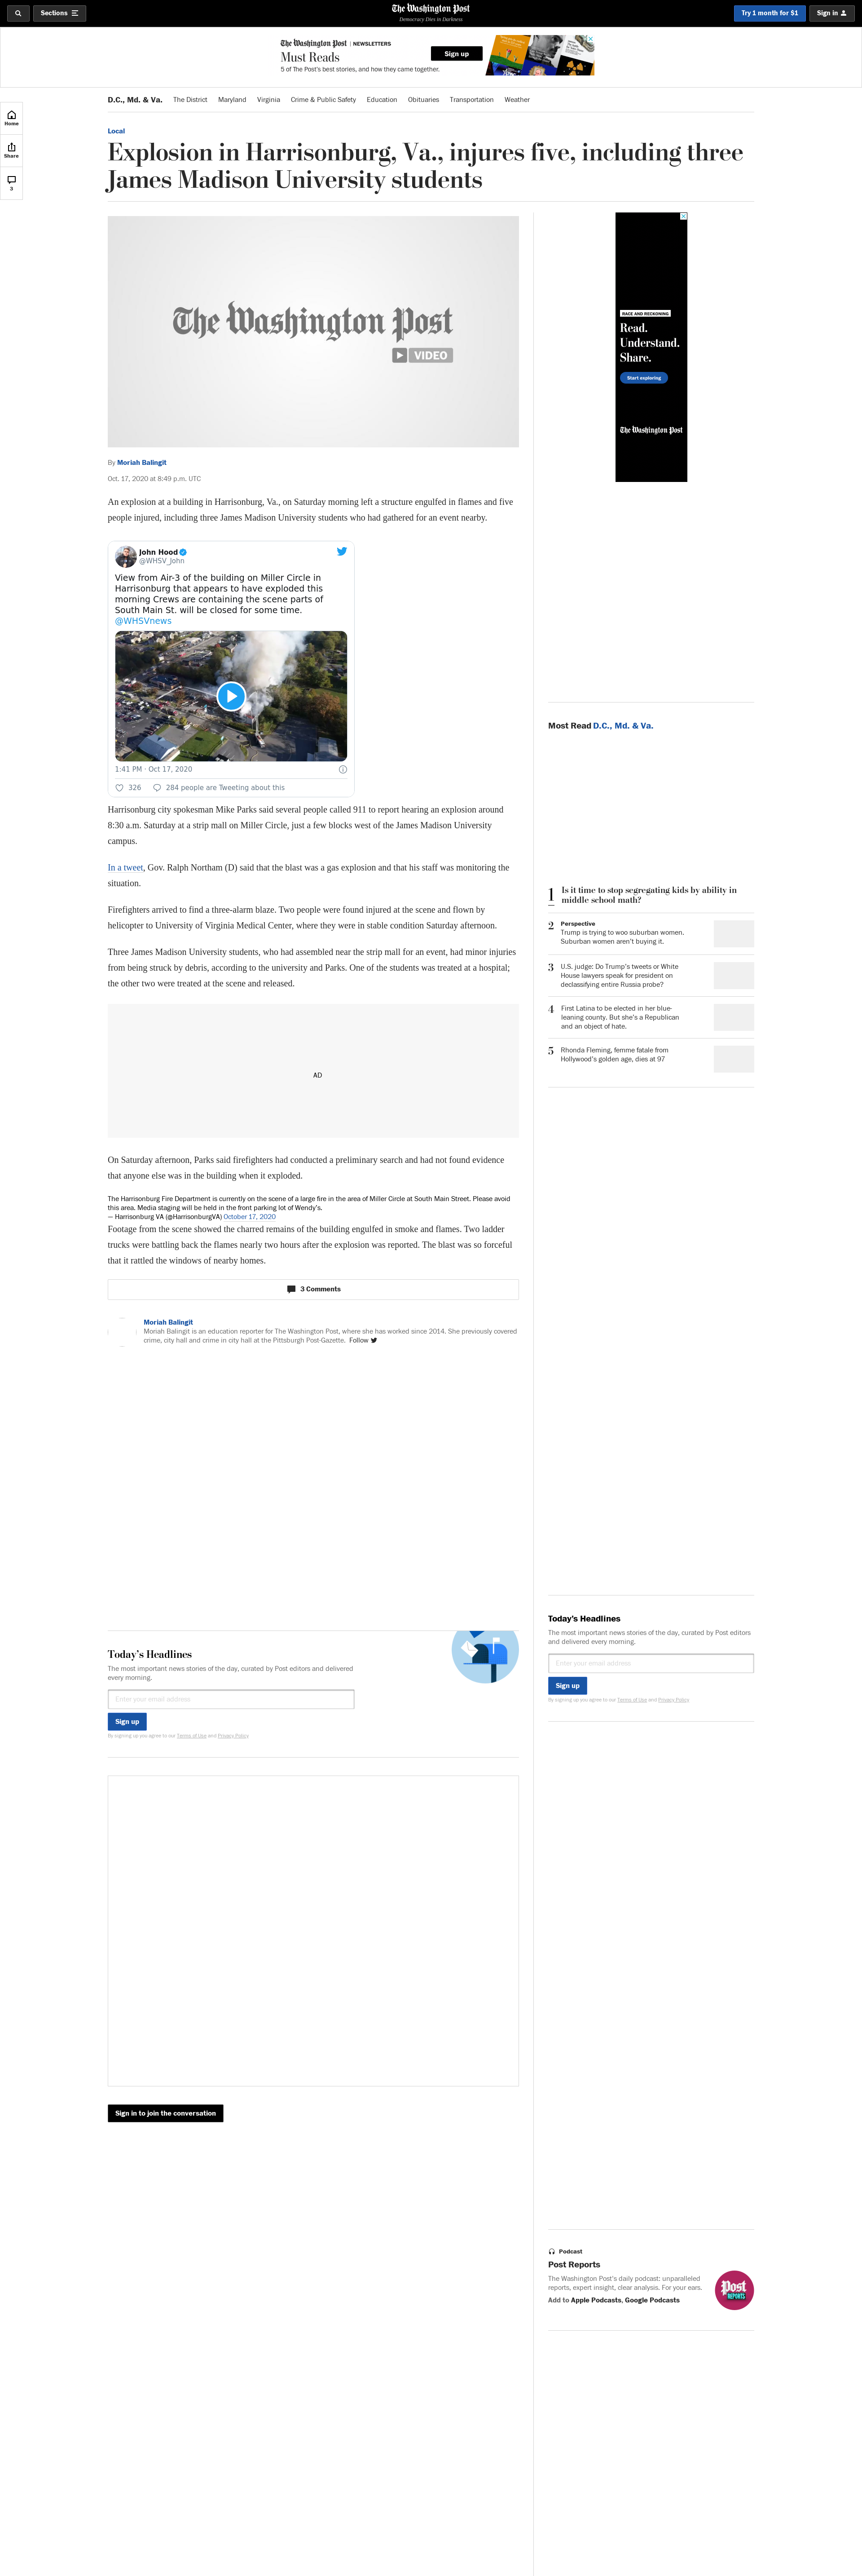 Sections
The Washington Post
Democracy Dies in Darkness
Try 1 month for $1
Sign in
The Washington Post | NEWSLETTERS
Must Reads
5 of The Post's best stories, and how they came together.
Sign up
D.C., Md. & Va. The District Maryland Virginia Crime & Public Safety Education Obituaries Transportation Weather
Home
Share
3
Local
Explosion in Harrisonburg, Va., injures five, including three
James Madison University students
The Washington Post
VIDEO
By Moriah Balingit
Oct. 17, 2020 at 8:49 p.m. UTC
An explosion at a building in Harrisonburg, Va., on Saturday morning left a structure engulfed in flames and five
people injured, including three James Madison University students who had gathered for an event nearby.
John Hood
@WHSV_John
View from Air-3 of the building on Miller Circle in
Harrisonburg that appears to have exploded this
morning Crews are containing the scene parts of
South Main St. will be closed for some time.
@WHSVnews
1:41 PM · Oct 17, 2020
326 284 people are Tweeting about this
Harrisonburg city spokesman Mike Parks said several people called 911 to report hearing an explosion around
8:30 a.m. Saturday at a strip mall on Miller Circle, just a few blocks west of the James Madison University
campus.
In a tweet, Gov. Ralph Northam (D) said that the blast was a gas explosion and that his staff was monitoring the
situation.
Firefighters arrived to find a three-alarm blaze. Two people were found injured at the scene and flown by
helicopter to University of Virginia Medical Center, where they were in stable condition Saturday afternoon.
Three James Madison University students, who had assembled near the strip mall for an event, had minor injuries
from being struck by debris, according to the university and Parks. One of the students was treated at a hospital;
the other two were treated at the scene and released.
AD
On Saturday afternoon, Parks said firefighters had conducted a preliminary search and had not found evidence
that anyone else was in the building when it exploded.
The Harrisonburg Fire Department is currently on the scene of a large fire in the area of Miller Circle at South Main Street. Please avoid
this area. Media staging will be held in the front parking lot of Wendy's.
— Harrisonburg VA (@HarrisonburgVA) October 17, 2020
Footage from the scene showed the charred remains of the building engulfed in smoke and flames. Two ladder
trucks were battling back the flames nearly two hours after the explosion was reported. The blast was so forceful
that it rattled the windows of nearby homes.
3 Comments
Moriah Balingit
Moriah Balingit is an education reporter for The Washington Post, where she has worked since 2014. She previously covered
crime, city hall and crime in city hall at the Pittsburgh Post-Gazette. Follow
Today's Headlines
The most important news stories of the day, curated by Post editors and delivered
every morning.
Enter your email address
Sign up
By signing up you agree to our Terms of Use and Privacy Policy
Sign in to join the conversation
RACE AND RECKONING
Read.
Understand.
Share.
Start exploring
The Washington Post
Most Read D.C., Md. & Va.
1 Is it time to stop segregating kids by ability in
middle school math?
2 Perspective
Trump is trying to woo suburban women.
Suburban women aren't buying it.
3 U.S. judge: Do Trump's tweets or White
House lawyers speak for president on
declassifying entire Russia probe?
4 First Latina to be elected in her blue-
leaning county. But she's a Republican
and an object of hate.
5 Rhonda Fleming, femme fatale from
Hollywood's golden age, dies at 97
Today's Headlines
The most important news stories of the day, curated by Post editors
and delivered every morning.
Enter your email address
Sign up
By signing up you agree to our Terms of Use and Privacy Policy
Podcast
Post Reports
The Washington Post's daily podcast: unparalleled
reports, expert insight, clear analysis. For your ears.
Add to Apple Podcasts, Google Podcasts
Post
REPORTS